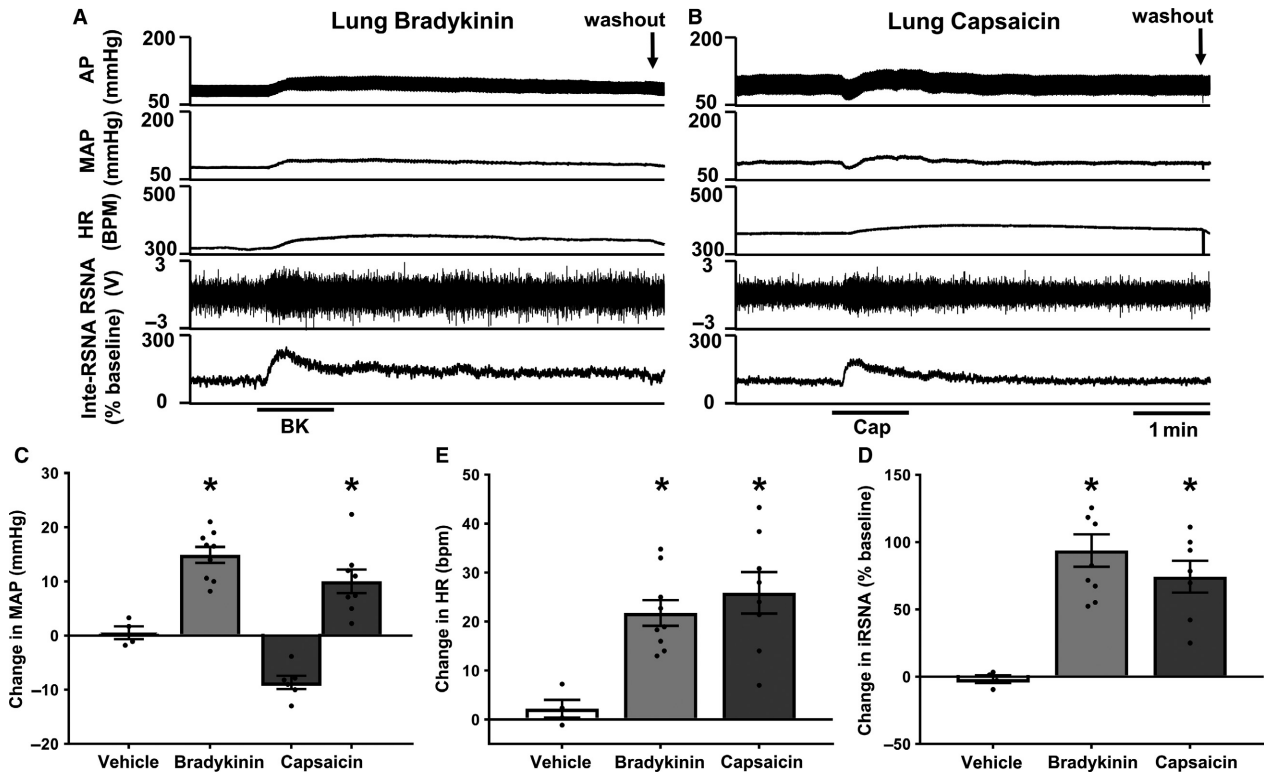 A
Lung Bradykinin
washout
B
Lung Capsaicin
washout
AP
(mmHg)
200
50
200
50
MAP
(mmHg)
200
50
200
50
HR
(BPM)
500
300
500
300
RSNA
(V)
3
–3
3
–3
Inte-RSNA
(% baseline)
300
0
300
0
BK
Cap
1 min
C
Change in MAP (mmHg)
30
20
10
0
–10
–20
*
*
Vehicle
Bradykinin
Capsaicin
E
Change in HR (bpm)
50
40
30
20
10
0
*
*
Vehicle
Bradykinin
Capsaicin
D
Change in iRSNA (% baseline)
150
100
50
0
–50
*
*
Vehicle
Bradykinin
Capsaicin